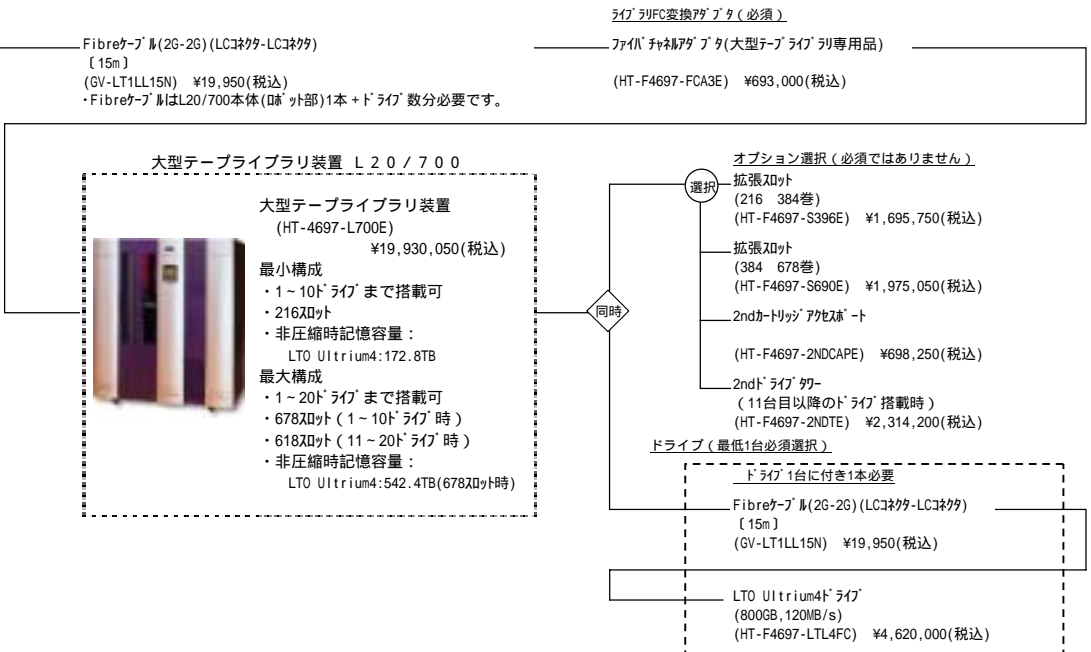 ライブラリFC変換アダプタ(必須)
Fibreケーブル(2G-2G)(LCコネクタ-LCコネクタ)
〔15m〕
(GV-LT1LL15N) ¥19,950(税込)
・FibreケーブルはL20/700本体(ロボット部)1本+ドライブ数分必要です。
ファイバチャネルアダプタ(大型テープライブラリ専用品)
(HT-F4697-FCA3E) ¥693,000(税込)
大型テープライブラリ装置 L20/700
大型テープライブラリ装置
(HT-4697-L700E)
¥19,930,050(税込)
最小構成
・1~10ドライブまで搭載可
・216スロット
・非圧縮時記憶容量:
LTO Ultrium4:172.8TB
最大構成
・1~20ドライブまで搭載可
・678スロット(1~10ドライブ時)
・618スロット(11~20ドライブ時)
・非圧縮時記憶容量:
LTO Ultrium4:542.4TB(678スロット時)
同時
オプション選択(必須ではありません)
選択
拡張スロット
(216 384巻)
(HT-F4697-S396E) ¥1,695,750(税込)
拡張スロット
(384 678巻)
(HT-F4697-S690E) ¥1,975,050(税込)
2ndカートリッジアクセスポート
(HT-F4697-2NDCAPE) ¥698,250(税込)
2ndドライブタワー
(11台目以降のドライブ搭載時)
(HT-F4697-2NDTE) ¥2,314,200(税込)
ドライブ(最低1台必須選択)
ドライブ1台に付き1本必要
Fibreケーブル(2G-2G)(LCコネクタ-LCコネクタ)
〔15m〕
(GV-LT1LL15N) ¥19,950(税込)
LTO Ultrium4ドライブ
(800GB,120MB/s)
(HT-F4697-LTL4FC) ¥4,620,000(税込)